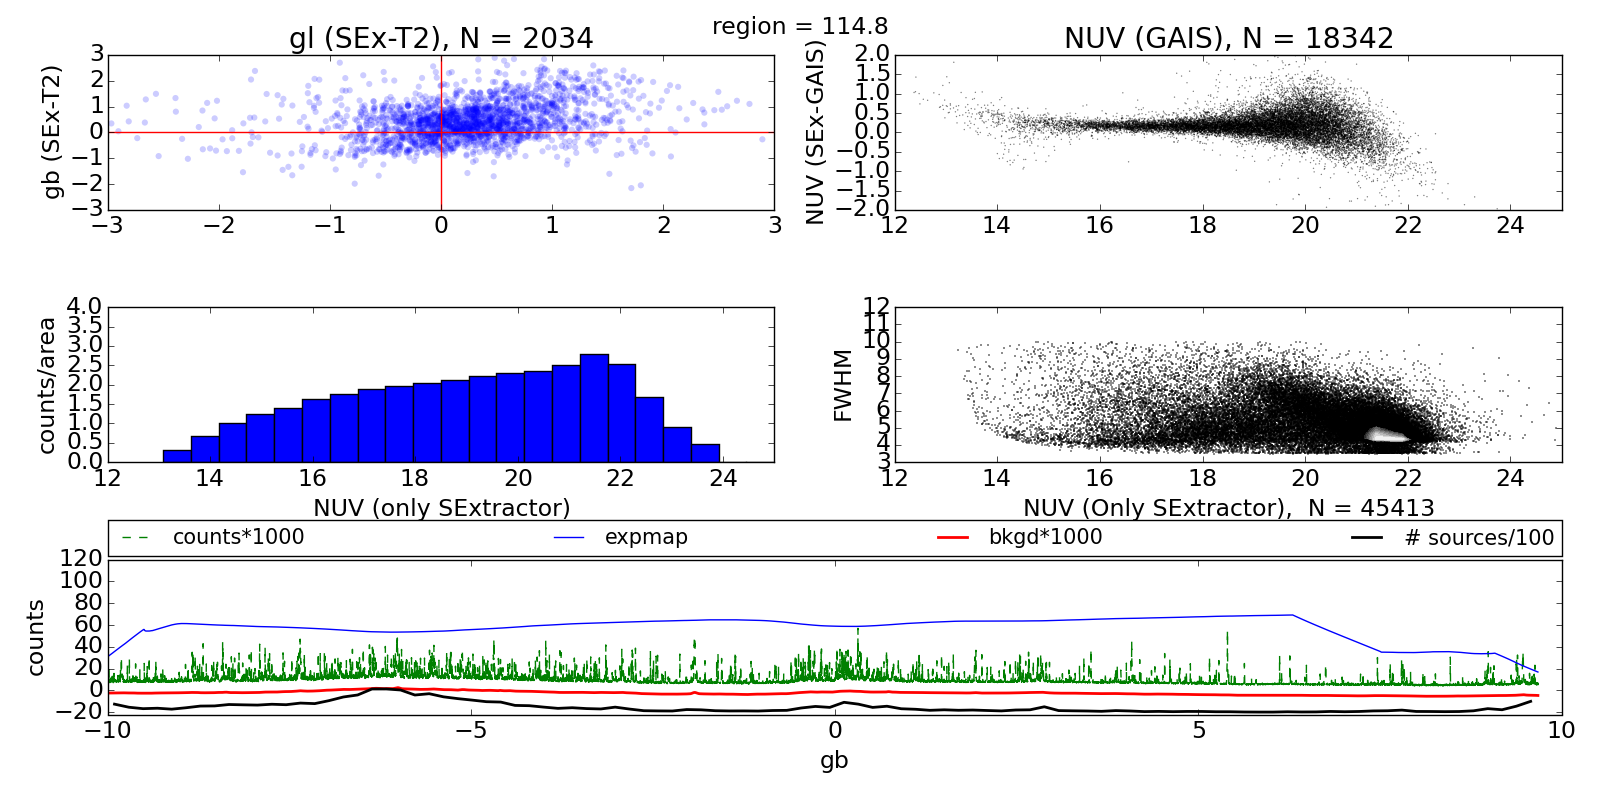 region = 114.8
gl (SEx-T2), N = 2034
gb (SEx-T2)
3
2
1
0
−1
−2
−3
−3 −2 −1 0 1 2 3
NUV (GAIS), N = 18342
NUV (SEx-GAIS)
2.0
1.5
1.0
0.5
0.0
−0.5
−1.0
−1.5
−2.0
12 14 16 18 20 22 24
counts/area
4.0
3.5
3.0
2.5
2.0
1.5
1.0
0.5
0.0
12 14 16 18 20 22 24
NUV (only SExtractor)
FWHM
12
11
10
9
8
7
6
5
4
3
12 14 16 18 20 22 24
NUV (Only SExtractor), N = 45413
counts*1000 expmap bkgd*1000 # sources/100
counts
120
100
80
60
40
20
0
−20
−10 −5 0 5 10
gb